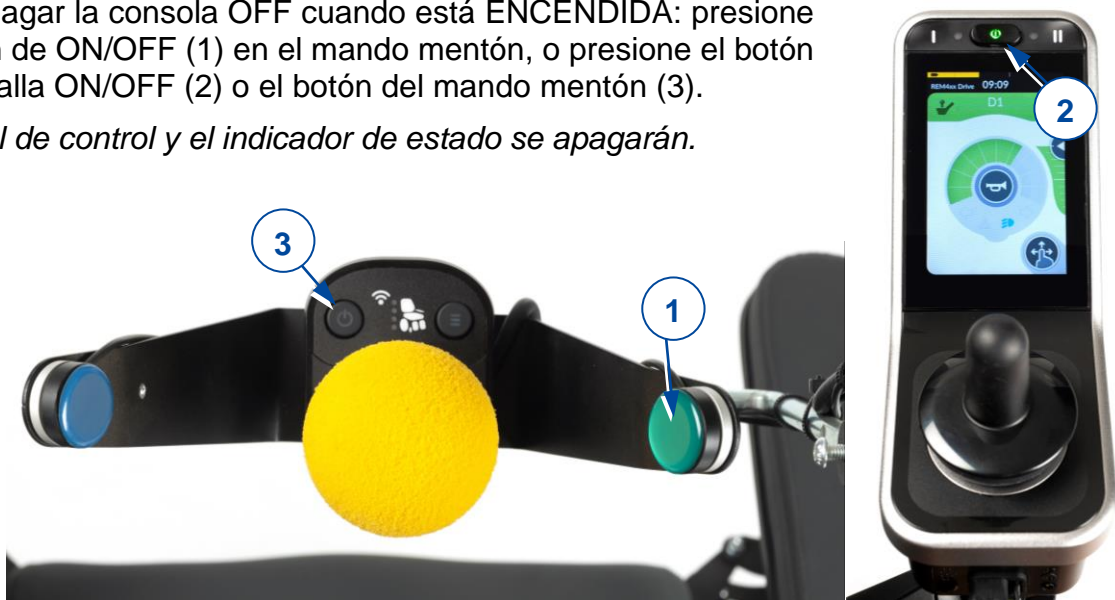 agar la consola OFF cuando está ENCENDIDA: presione
de ON/OFF (1) en el mando mentón, o presione el botón
alla ON/OFF (2) o el botón del mando mentón (3).
l de control y el indicador de estado se apagarán.
I
II
REM4xx Drive 09:09
D1
2
3
1